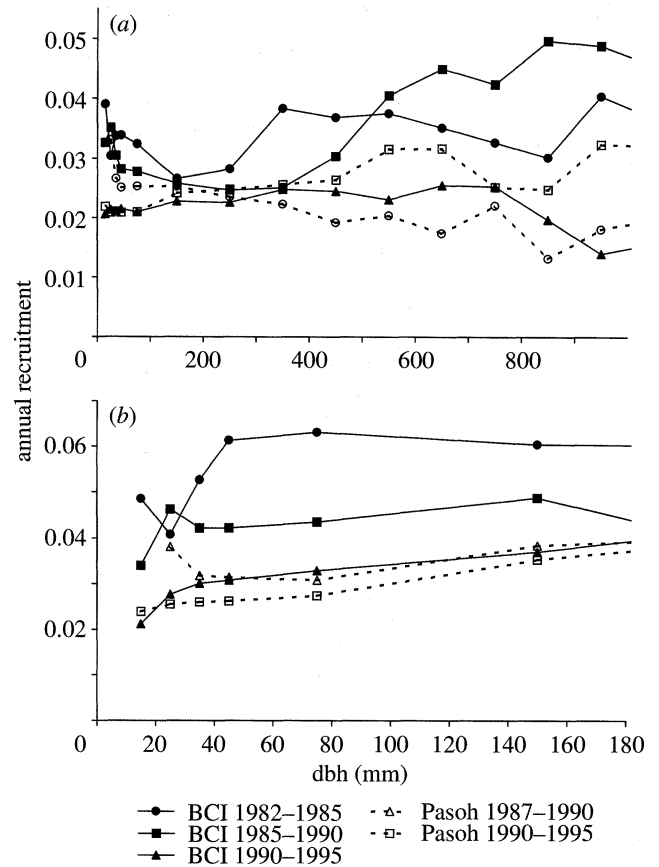 (a)
0.05
0.04
0.03
0.02
0.01
0 200 400 600 800
annual recruitment
(b)
0.06
0.04
0.02
0 20 40 60 80 100 120 140 160 180
dbh (mm)
BCI 1982–1985 Pasoh 1987–1990
BCI 1985–1990 Pasoh 1990–1995
BCI 1990–1995